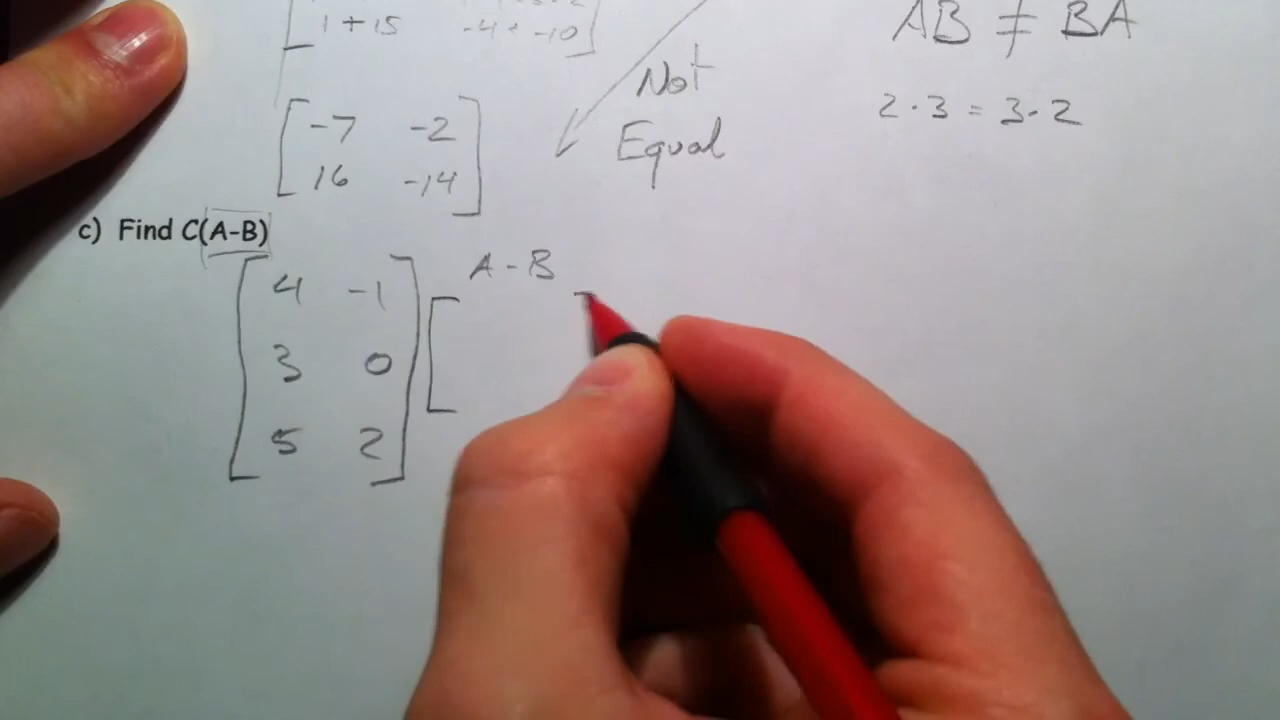 1 + 15 -4 + -10
AB ≠ BA
Not
Equal
2 · 3 = 3 · 2
-7 -2
16 -14
c) Find C(A-B)
A - B
4 -1
3 0
5 2